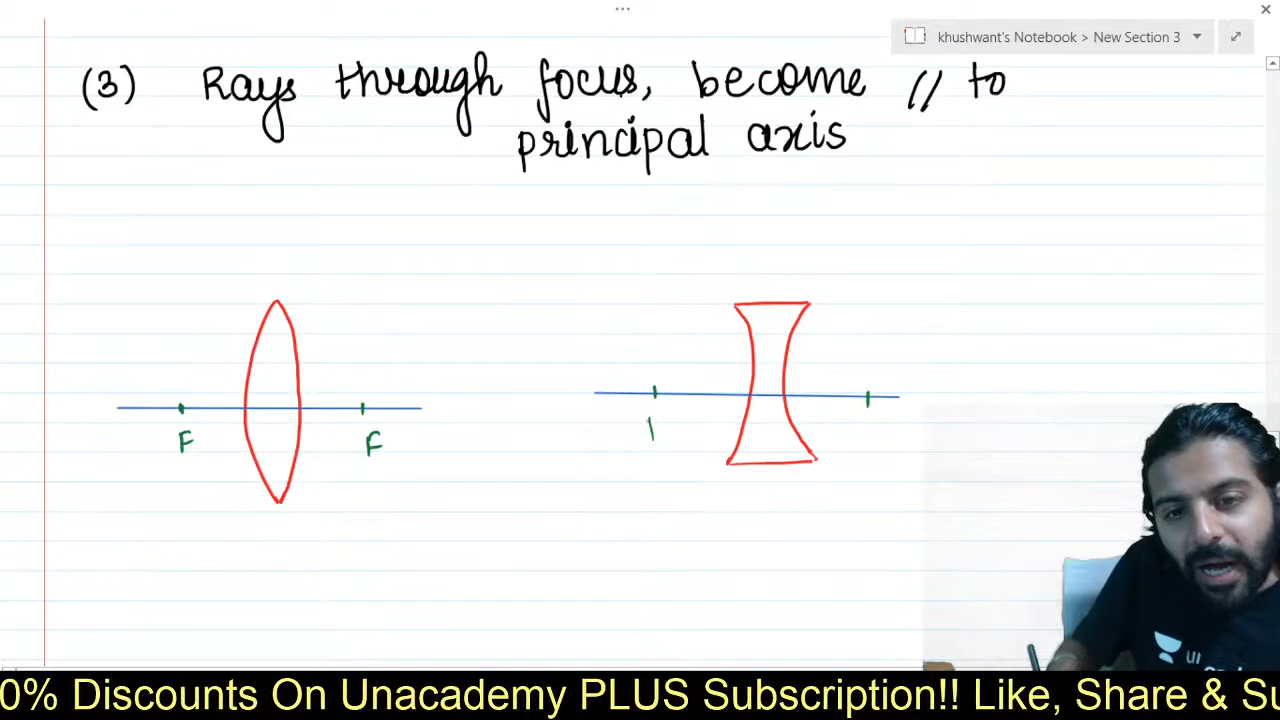 khushwant's Notebook > New Section 3
(3) Rays through focus, become // to
principal axis
F
F
0% Discounts On Unacademy PLUS Subscription!! Like, Share & Su